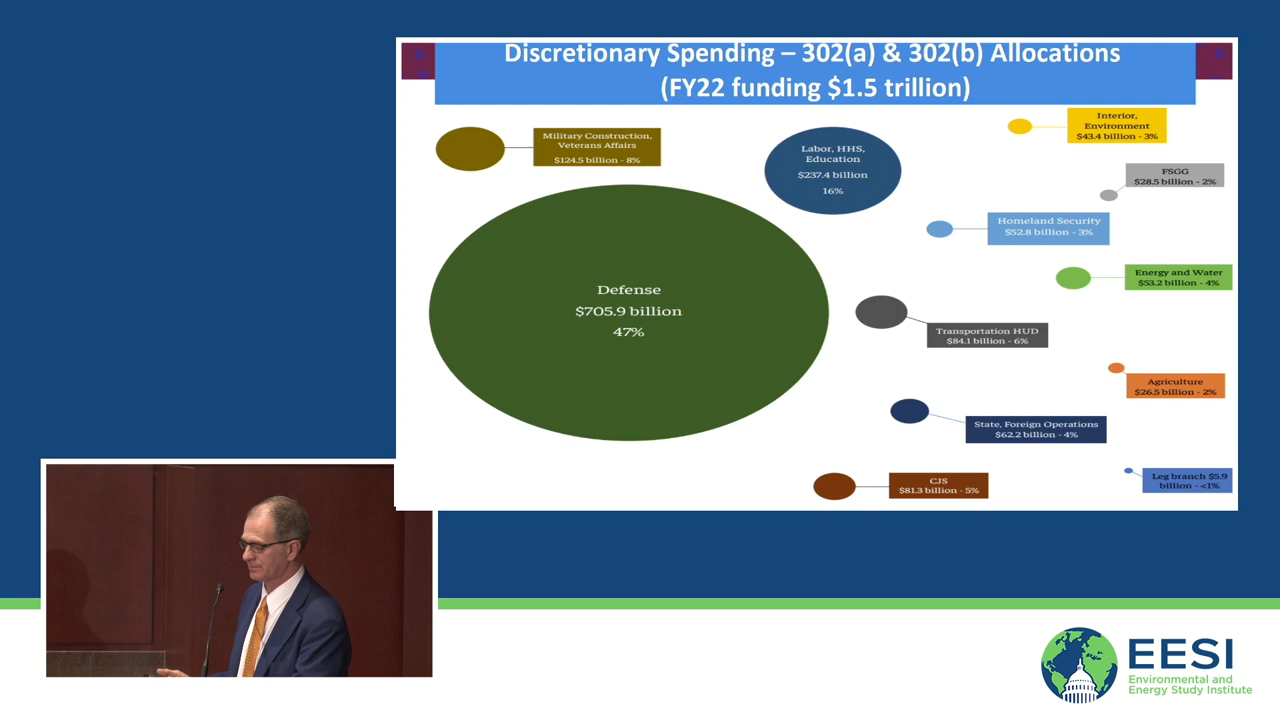 Discretionary Spending – 302(a) & 302(b) Allocations
(FY22 funding $1.5 trillion)
Military Construction,
Veterans Affairs
$124.5 billion - 8%
Labor, HHS,
Education
$237.4 billion
16%
Interior,
Environment
$43.4 billion - 3%
FSGG
$28.5 billion - 2%
Homeland Security
$52.8 billion - 3%
Energy and Water
$53.2 billion - 4%
Defense
$705.9 billion
47%
Transportation HUD
$84.1 billion - 6%
Agriculture
$26.5 billion - 2%
State, Foreign Operations
$62.2 billion - 4%
CJS
$81.3 billion - 5%
Leg branch $5.9
billion - <1%
EESI
Environmental and
Energy Study Institute